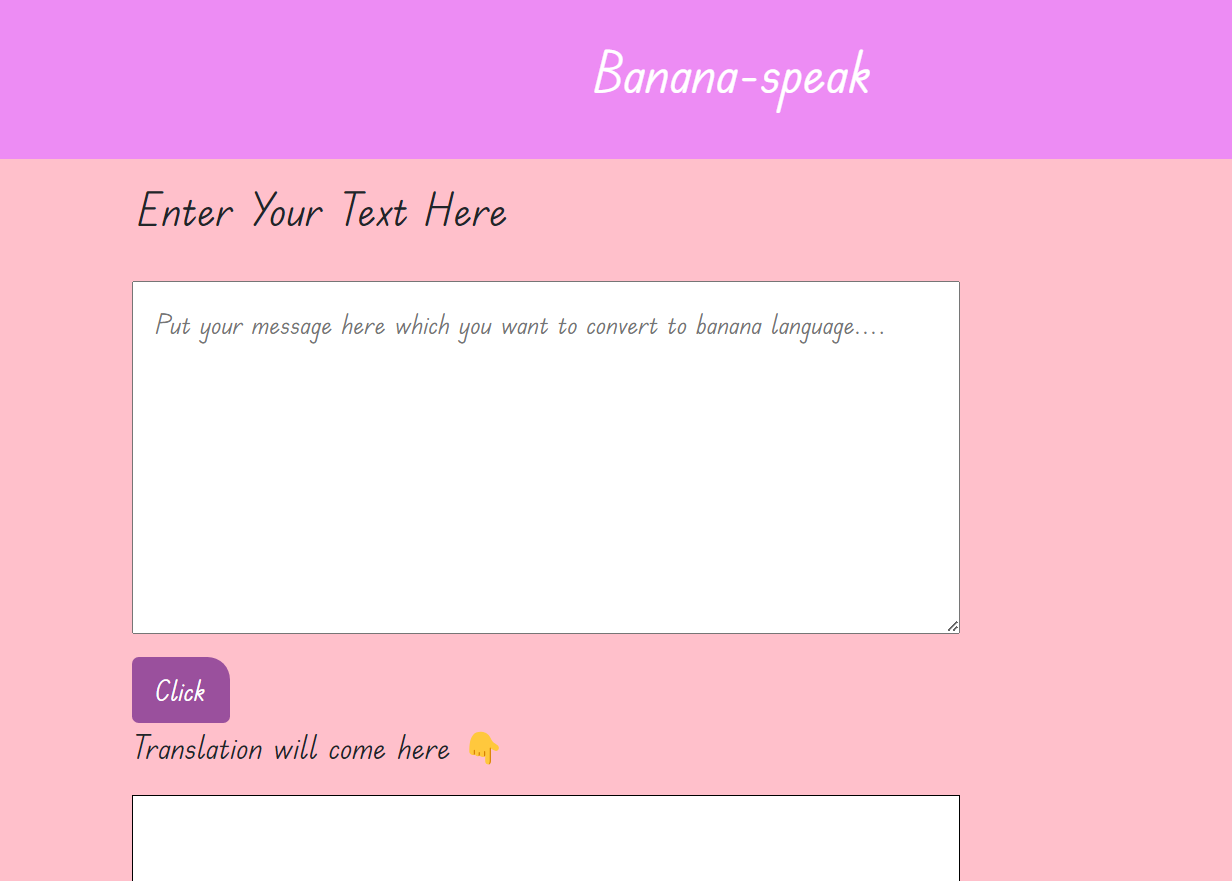 Banana-speak
Enter Your Text Here
Put your message here which you want to convert to banana language....
Click
Translation will come here 👇